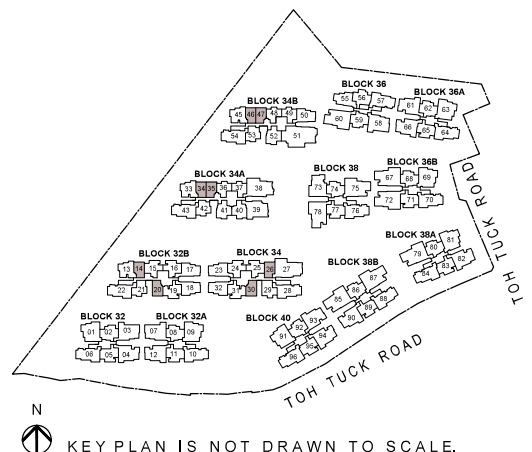 BLOCK 36
BLOCK 36A
55 56 57
61 62 63
BLOCK 34B
45 46 47 48 49 50
60 59 58
66 65 64
54 53 52 51
BLOCK 34A
BLOCK 38
BLOCK 36B
33 34 35 36 37 38
73 74 75
67 68 69
43 42 41 40 39
78 77 76
72 71 70
TOH TUCK ROAD
BLOCK 38A
79 80 81
84 83 82
BLOCK 32B
BLOCK 34
BLOCK 38B
13 14 15 16 17
23 24 25 26 27
85 86 87
22 21 20 19 18
32 31 30 29 28
90 89 88
BLOCK 32
BLOCK 32A
BLOCK 40
01 02 03
07 08 09
91 92 93
06 05 04
12 11 10
96 95 94
TOH TUCK ROAD
N
KEY PLAN IS NOT DRAWN TO SCALE.